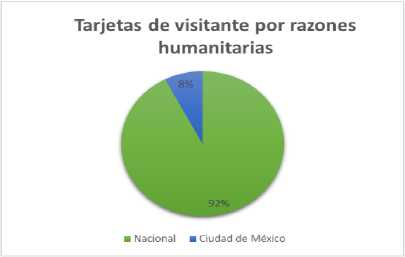 Tarjetas de visitante por razones
humanitarias
8%
92%
Nacional Ciudad de México